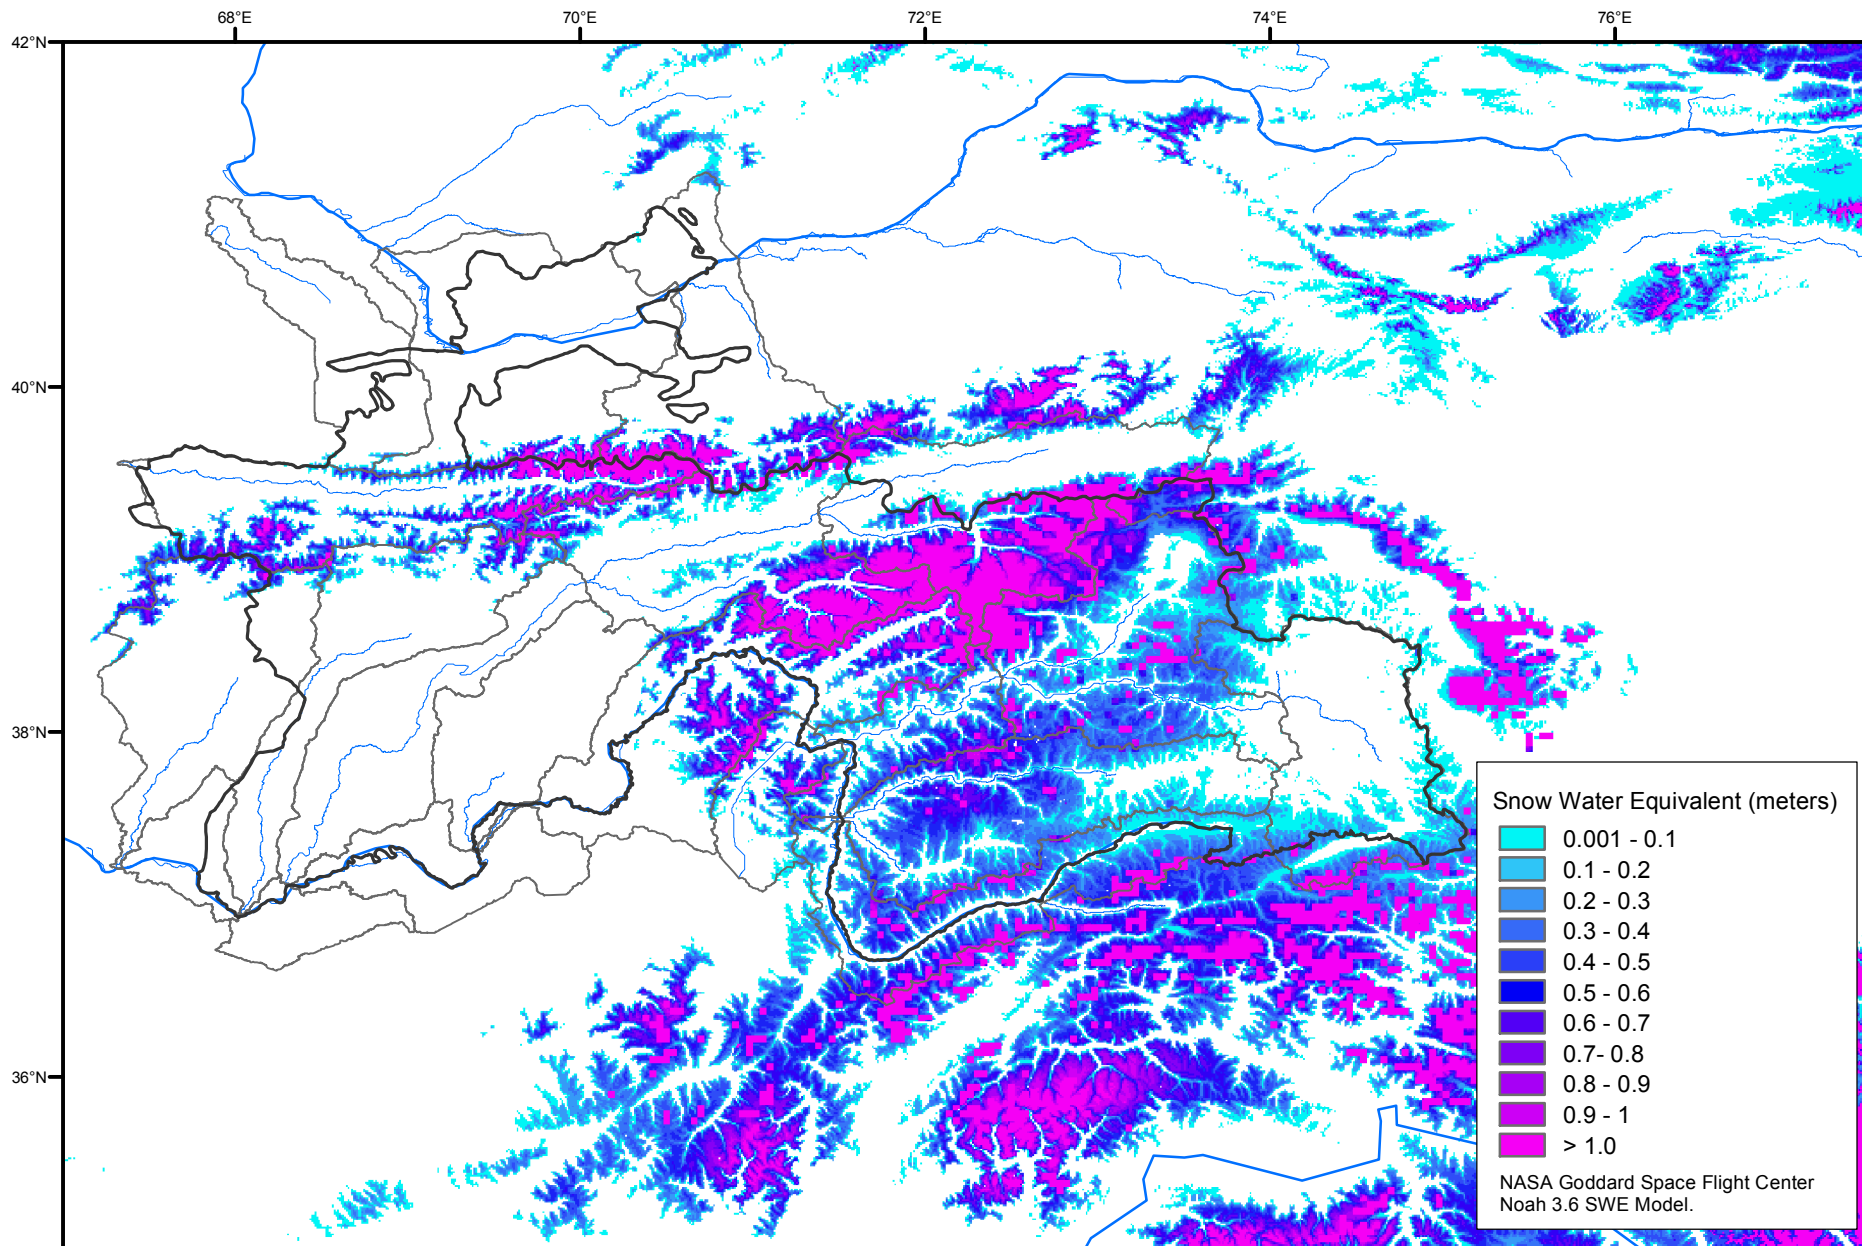 68°E 70°E 72°E 74°E 76°E
42°N
40°N
38°N
36°N
Snow Water Equivalent (meters)
0.001 - 0.1
0.1 - 0.2
0.2 - 0.3
0.3 - 0.4
0.4 - 0.5
0.5 - 0.6
0.6 - 0.7
0.7- 0.8
0.8 - 0.9
0.9 - 1
> 1.0
NASA Goddard Space Flight Center
Noah 3.6 SWE Model.